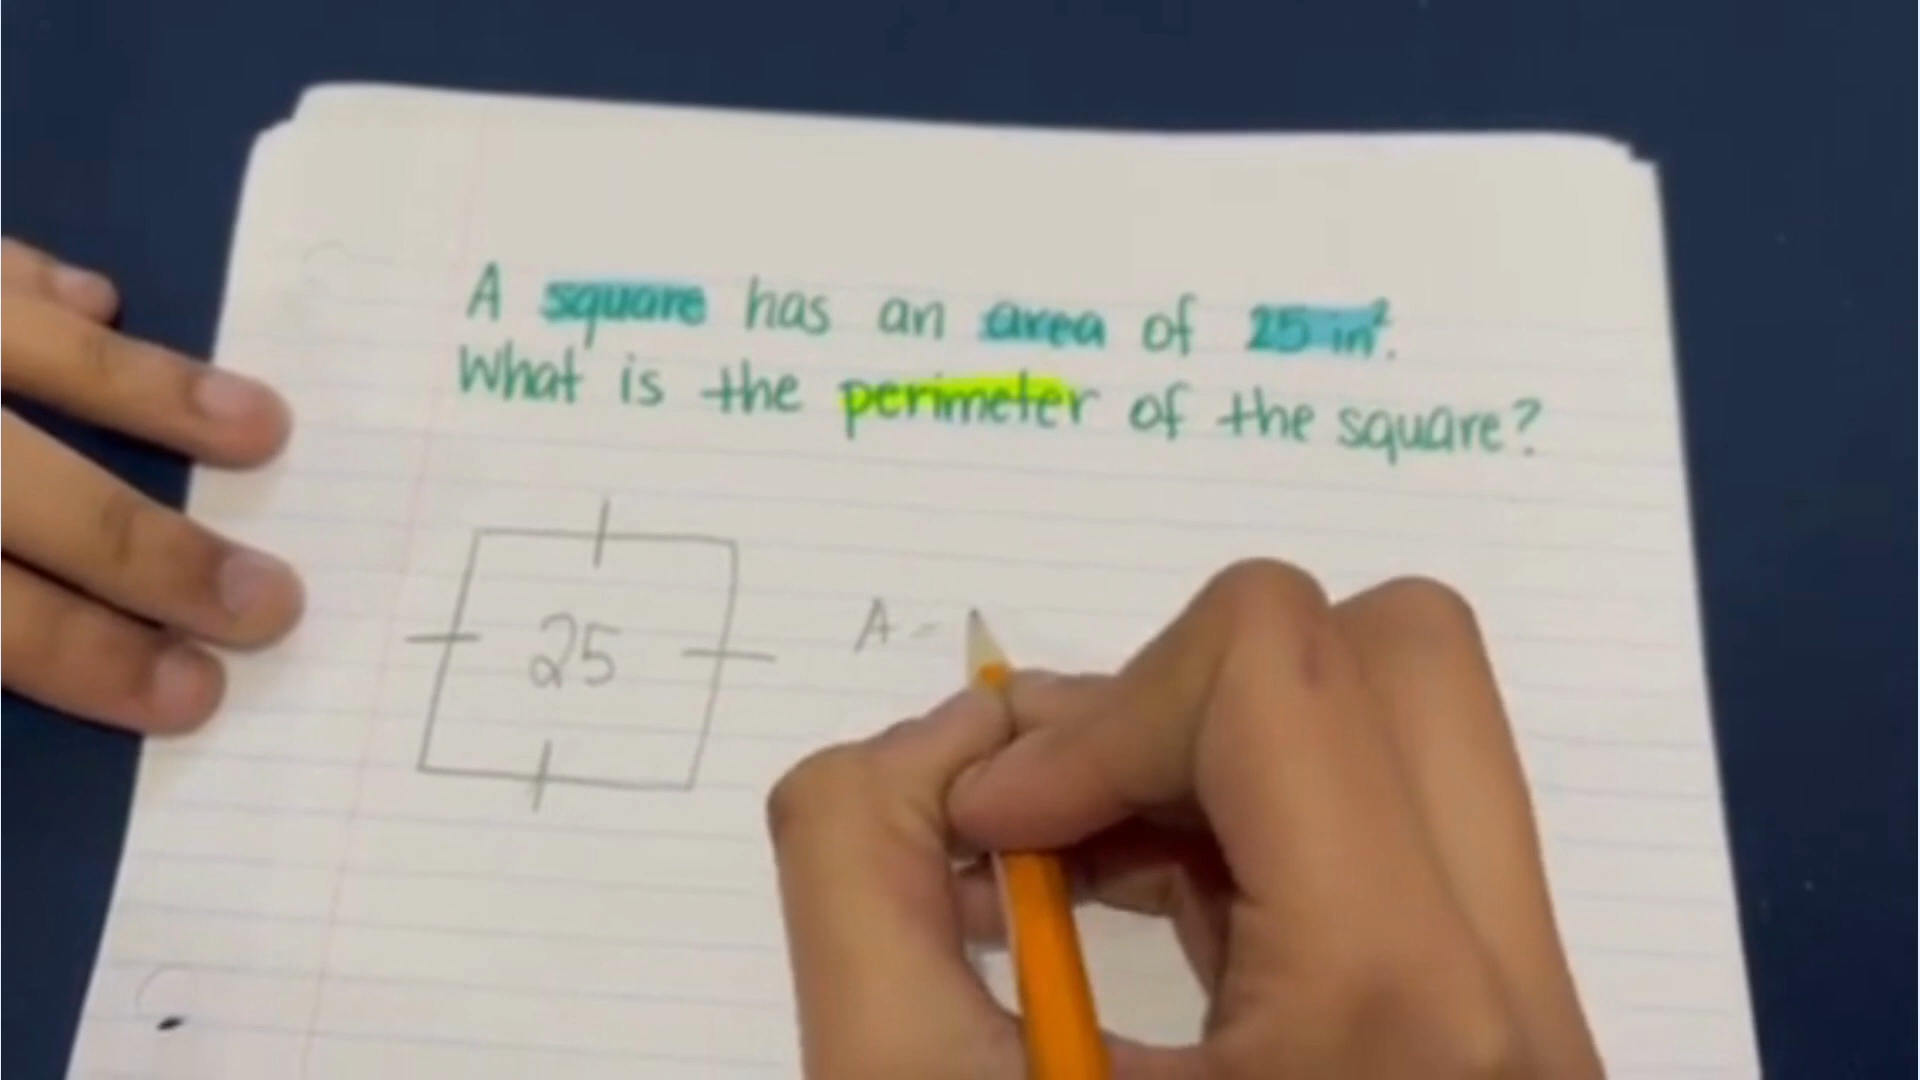 A square has an area of 25 in².
What is the perimeter of the square?
25
A -